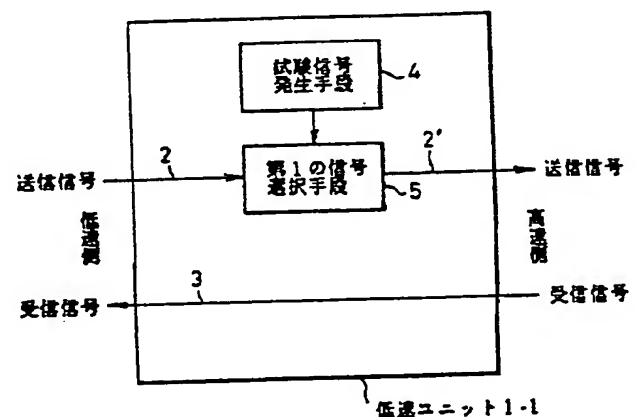 試験信号
発生手段
4
2
第1の信号
選択手段
2'
5
送信信号
送信信号
低速側
高速側
3
受信信号
受信信号
低速ユニット1-1